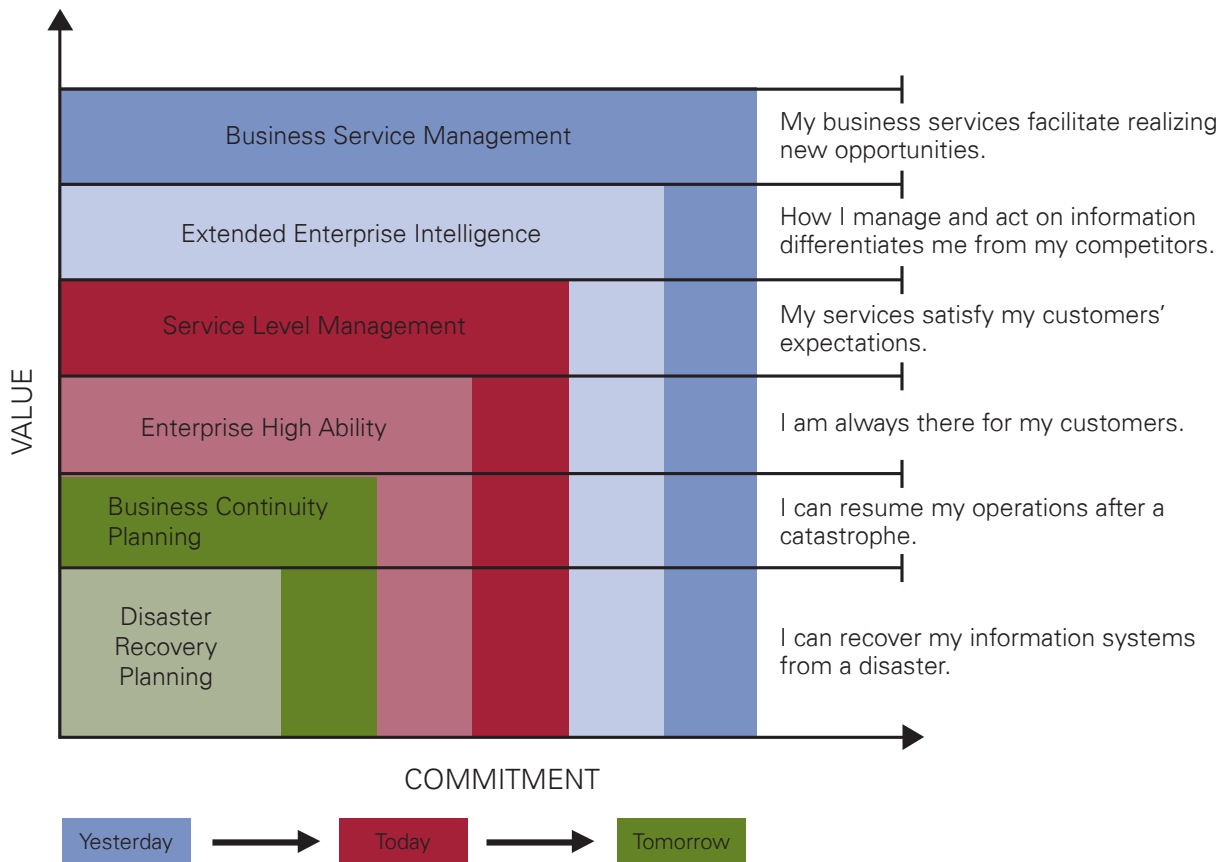 Business Service Management
My business services facilitate realizing
new opportunities.
Extended Enterprise Intelligence
How I manage and act on information
differentiates me from my competitors.
Service Level Management
My services satisfy my customers’
expectations.
Enterprise High Ability
I am always there for my customers.
Business Continuity
Planning
I can resume my operations after a
catastrophe.
Disaster
Recovery
Planning
I can recover my information systems
from a disaster.
VALUE
COMMITMENT
Yesterday
Today
Tomorrow